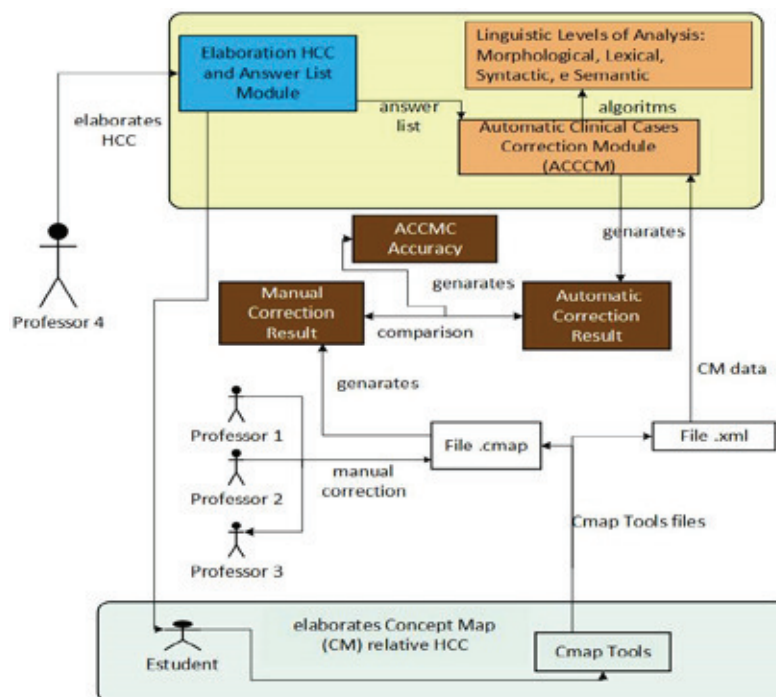 Elaboration HCC
and Answer List
Module
Linguistic Levels of Analysis:
Morphological, Lexical,
Syntactic, e Semantic
elaborates
HCC
answer
list
algoritms
Automatic Clinical Cases
Correction Module
(ACCCM)
genarates
ACCMC
Accuracy
genarates
Professor 4
Manual
Correction
Result
comparison
Automatic
Correction
Result
genarates
CM data
Professor 1
File .cmap
File .xml
Professor 2
manual
correction
Professor 3
Cmap Tools files
elaborates Concept Map
(CM) relative HCC
Estudent
Cmap Tools